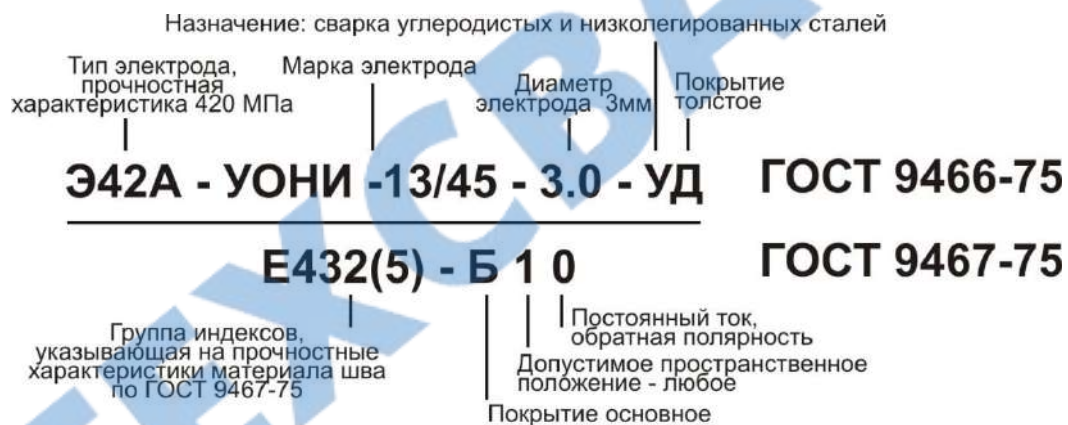 Назначение: сварка углеродистых и низколегированных сталей
Тип электрода,
прочностная
характеристика 420 МПа
Марка электрода
Диаметр
электрода 3мм
Покрытие
толстое
Э42А - УОНИ -13/45 - 3.0 - УД
ГОСТ 9466-75
Е432(5) - Б 1 0
ГОСТ 9467-75
Группа индексов,
указывающая на прочностные
характеристики материала шва
по ГОСТ 9467-75
Постоянный ток,
обратная полярность
Допустимое пространственное
положение - любое
Покрытие основное
ТЕХСВА